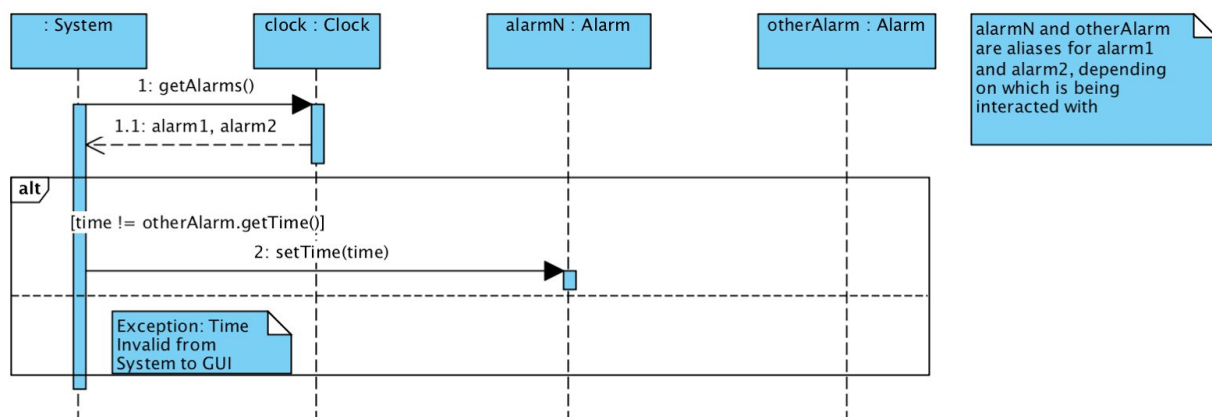 : System
clock : Clock
alarmN : Alarm
otherAlarm : Alarm
alarmN and otherAlarm
are aliases for alarm1
and alarm2, depending
on which is being
interacted with
1: getAlarms()
1.1: alarm1, alarm2
alt
[time != otherAlarm.getTime()]
2: setTime(time)
Exception: Time
Invalid from
System to GUI